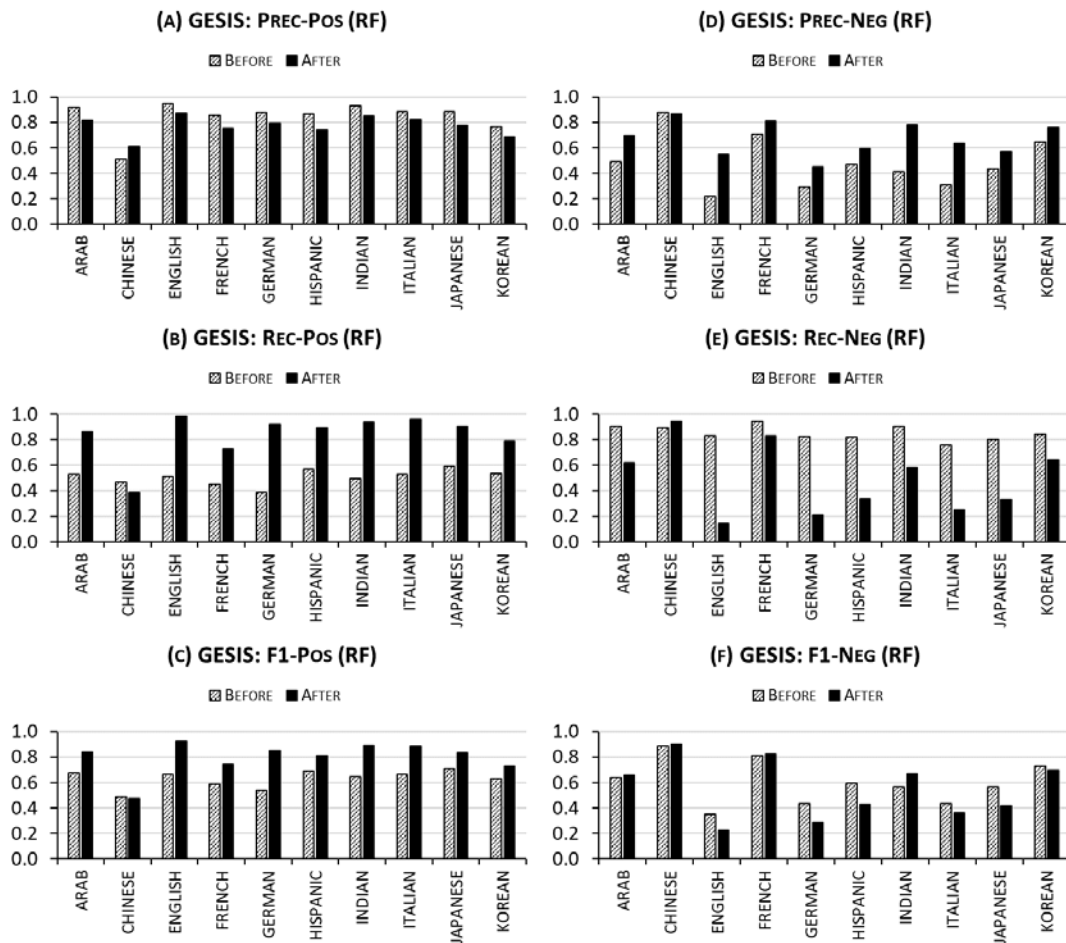 (A) GESIS: PREC-POS (RF)
BEFORE AFTER
1.0
0.8
0.6
0.4
0.2
0.0
ARAB
CHINESE
ENGLISH
FRENCH
GERMAN
HISPANIC
INDIAN
ITALIAN
JAPANESE
KOREAN
(D) GESIS: PREC-NEG (RF)
BEFORE AFTER
1.0
0.8
0.6
0.4
0.2
0.0
ARAB
CHINESE
ENGLISH
FRENCH
GERMAN
HISPANIC
INDIAN
ITALIAN
JAPANESE
KOREAN
(B) GESIS: REC-POS (RF)
BEFORE AFTER
1.0
0.8
0.6
0.4
0.2
0.0
ARAB
CHINESE
ENGLISH
FRENCH
GERMAN
HISPANIC
INDIAN
ITALIAN
JAPANESE
KOREAN
(E) GESIS: REC-NEG (RF)
BEFORE AFTER
1.0
0.8
0.6
0.4
0.2
0.0
ARAB
CHINESE
ENGLISH
FRENCH
GERMAN
HISPANIC
INDIAN
ITALIAN
JAPANESE
KOREAN
(C) GESIS: F1-POS (RF)
BEFORE AFTER
1.0
0.8
0.6
0.4
0.2
0.0
ARAB
CHINESE
ENGLISH
FRENCH
GERMAN
HISPANIC
INDIAN
ITALIAN
JAPANESE
KOREAN
(F) GESIS: F1-NEG (RF)
BEFORE AFTER
1.0
0.8
0.6
0.4
0.2
0.0
ARAB
CHINESE
ENGLISH
FRENCH
GERMAN
HISPANIC
INDIAN
ITALIAN
JAPANESE
KOREAN